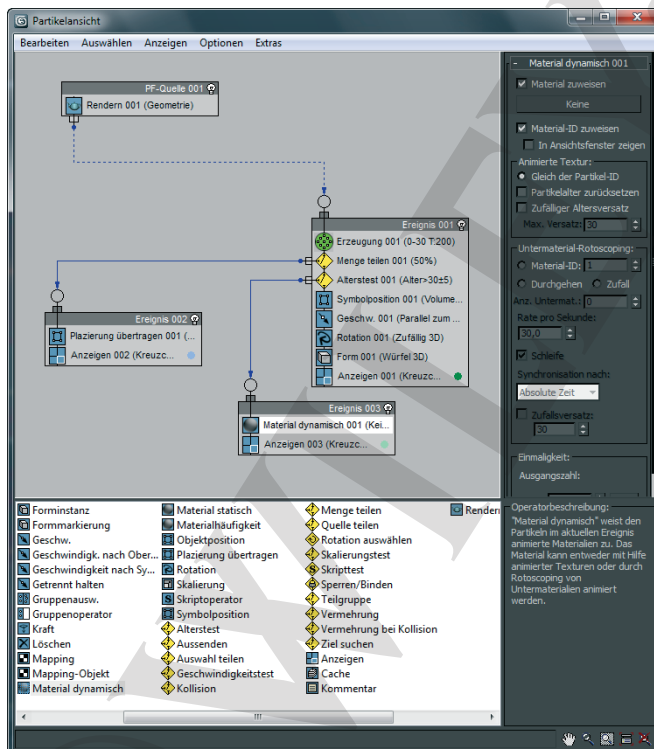 Partikelansicht
Bearbeiten Auswählen Anzeigen Optionen Extras
PF-Quelle 001
Rendern 001 (Geometrie)
Ereignis 001
Erzeugung 001 (0-30 T:200)
Menge teilen 001 (50%)
Alterstest 001 (Alter>30±5)
Symbolposition 001 (Volume...
Geschw. 001 (Parallel zum ...
Rotation 001 (Zufällig 3D)
Form 001 (Würfel 3D)
Anzeigen 001 (Kreuzc...
Ereignis 002
Plazierung übertragen 001 (...
Anzeigen 002 (Kreuzc...
Ereignis 003
Material dynamisch 001 (Kei...
Anzeigen 003 (Kreuzc...
- Material dynamisch 001
Material zuweisen
Keine
Material-ID zuweisen
In Ansichtsfenster zeigen
Animierte Textur:
Gleich der Partikel-ID
Partikelalter zurücksetzen
Zufälliger Altersversatz
Max. Versatz: 30
Untermaterial-Rotoscoping:
Material-ID: 1
Durchgehen Zufall
Anz. Untermat.: 0
Rate pro Sekunde:
30,0
Schleife
Synchronisation nach:
Absolute Zeit
Zufallsversatz:
30
Einmaligkeit:
Ausgangszahl:
Forminstanz Material statisch Menge teilen Render
Formmarkierung Materialhäufigkeit Quelle teilen
Geschw. Objektposition Rotation auswählen
Geschwindigk. nach Ober... Plazierung übertragen Skalierungstest
Geschwindigkeit nach Sy... Rotation Skripttest
Getrennt halten Skalierung Sperren/Binden
Gruppenausw. Skriptoperator Teilgruppe
Gruppenoperator Symbolposition Vermehrung
Kraft Alterstest Vermehrung bei Kollision
Löschen Aussenden Ziel suchen
Mapping Auswahl teilen Anzeigen
Mapping-Objekt Geschwindigkeitstest Cache
Material dynamisch Kollision Kommentar
Operatorbeschreibung:
"Material dynamisch" weist den
Partikeln im aktuellen Ereignis
animierte Materialien zu. Das
Material kann entweder mit Hilfe
animierter Texturen oder durch
Rotoscoping von
Untermaterialien animiert
werden.